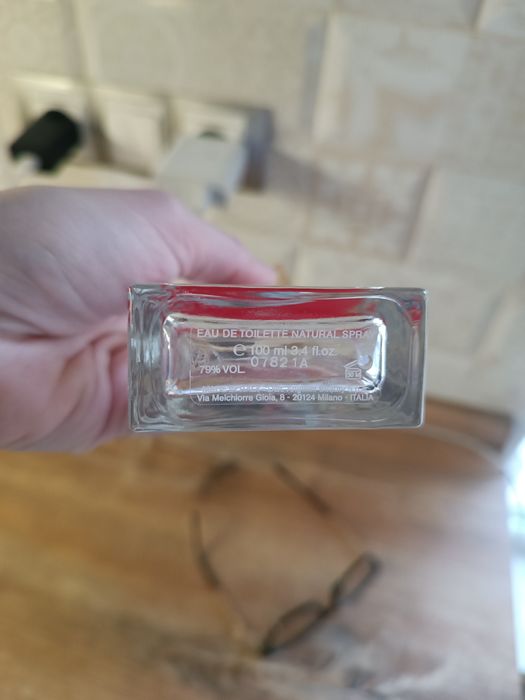 EAU DE TOILETTE NATURAL SPRAY
℮ 100 ml 3.4 fl.oz.
07821A
79% VOL.
Via Melchiorre Gioia, 8 - 20124 Milano - ITALIA